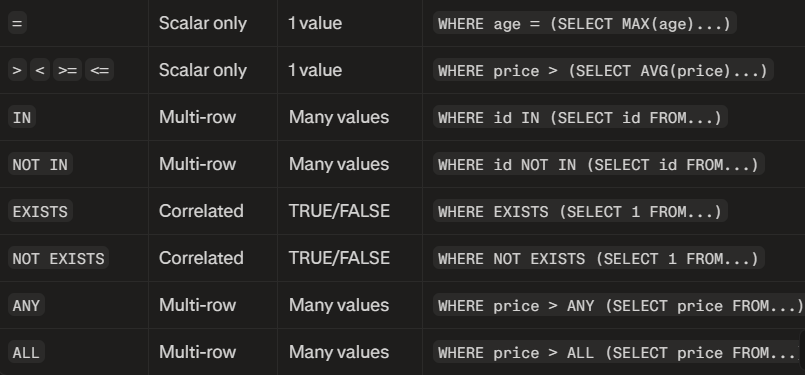 = Scalar only 1 value WHERE age = (SELECT MAX(age)...)
> < >= <= Scalar only 1 value WHERE price > (SELECT AVG(price)...)
IN Multi-row Many values WHERE id IN (SELECT id FROM...)
NOT IN Multi-row Many values WHERE id NOT IN (SELECT id FROM...)
EXISTS Correlated TRUE/FALSE WHERE EXISTS (SELECT 1 FROM...)
NOT EXISTS Correlated TRUE/FALSE WHERE NOT EXISTS (SELECT 1 FROM...)
ANY Multi-row Many values WHERE price > ANY (SELECT price FROM...)
ALL Multi-row Many values WHERE price > ALL (SELECT price FROM...